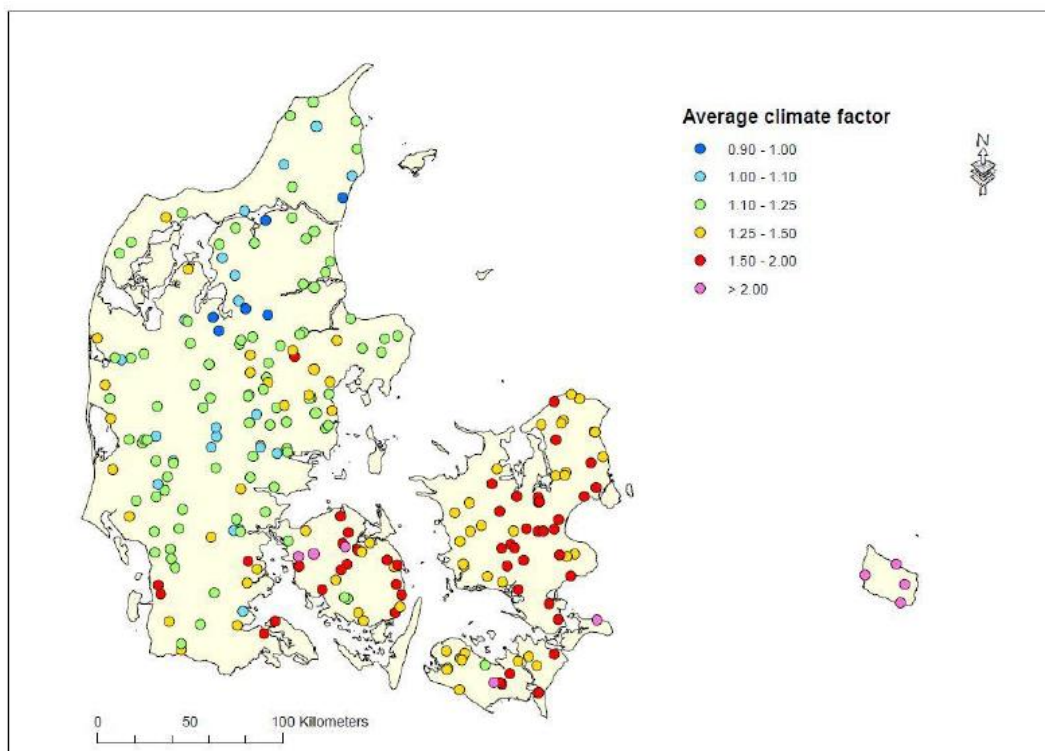 Average climate factor
N
0.90 - 1.00
1.00 - 1.10
1.10 - 1.25
1.25 - 1.50
1.50 - 2.00
> 2.00
0 50 100 Kilometers